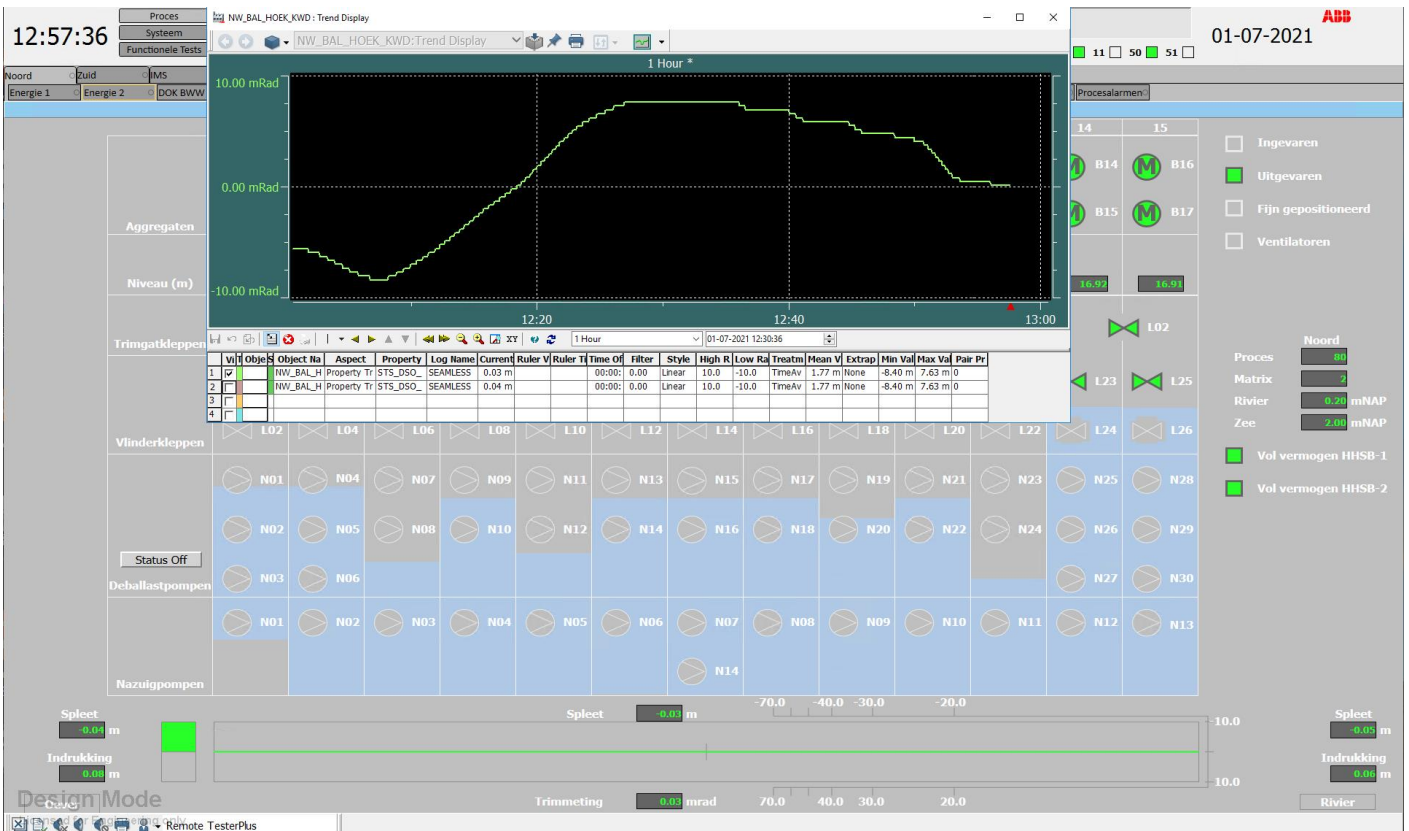 12:57:36
Proces
Systeem
Functionele Tests
NW_BAL_HOEK_KWD : Trend Display
NW_BAL_HOEK_KWD:Trend Display
11 50 51
ABB
01-07-2021
Noord Zuid IMS
Energie 1 Energie 2 DOK BWW Procesalarmen
1 Hour *
10.00 mRad
0.00 mRad
-10.00 mRad
12:20 12:40 13:00
1 Hour 01-07-2021 12:30:36
Vi T Obje S Object Na Aspect Property Log Name Current Ruler V Ruler Ti Time Of Filter Style High R Low Ra Treatm Mean V Extrap Min Val Max Val Pair Pr
1 NW_BAL_H Property Tr STS_DSO_ SEAMLESS 0.03 m 00:00: 0.00 Linear 10.0 -10.0 TimeAv 1.77 m None -8.40 m 7.63 m 0
2 NW_BAL_H Property Tr STS_DSO_ SEAMLESS 00:00: 0.00 Linear 10.0 -10.0 TimeAv 1.77 m None -8.40 m 7.63 m 0
3
4
14 15
B14 B16
Aggregaten B15 B17
Niveau (m) 16.92 16.91
Trimgatkleppen L02
L23 L25
Vlinderkleppen L02 L04 L06 L08 L10 L12 L14 L16 L18 L20 L22 L24 L26
N01 N04 N07 N09 N11 N13 N15 N17 N19 N21 N23 N25 N28
N02 N05 N08 N10 N12 N14 N16 N18 N20 N22 N24 N26 N29
Status Off
Deballastpompen N03 N06 N27 N30
N01 N02 N03 N04 N05 N06 N07 N08 N09 N10 N11 N12 N13
N14
Nazuigpompen
Ingevaren
Uitgevaren
Fijn gepositioneerd
Ventilatoren
Noord
Proces 80
Matrix 2
Rivier 0.20 mNAP
Zee 2.00 mNAP
Vol vermogen HHSB-1
Vol vermogen HHSB-2
-70.0 -40.0 -30.0 -20.0
Spleet Spleet -0.03 m 10.0 Spleet
-0.04 m -0.05 m
Indrukking Indrukking
0.08 m 10.0 0.06 m
Design Mode
Oever Trimmeting 0.03 mrad 70.0 40.0 30.0 20.0 Rivier
Licensed for Engineering only
Remote TesterPlus